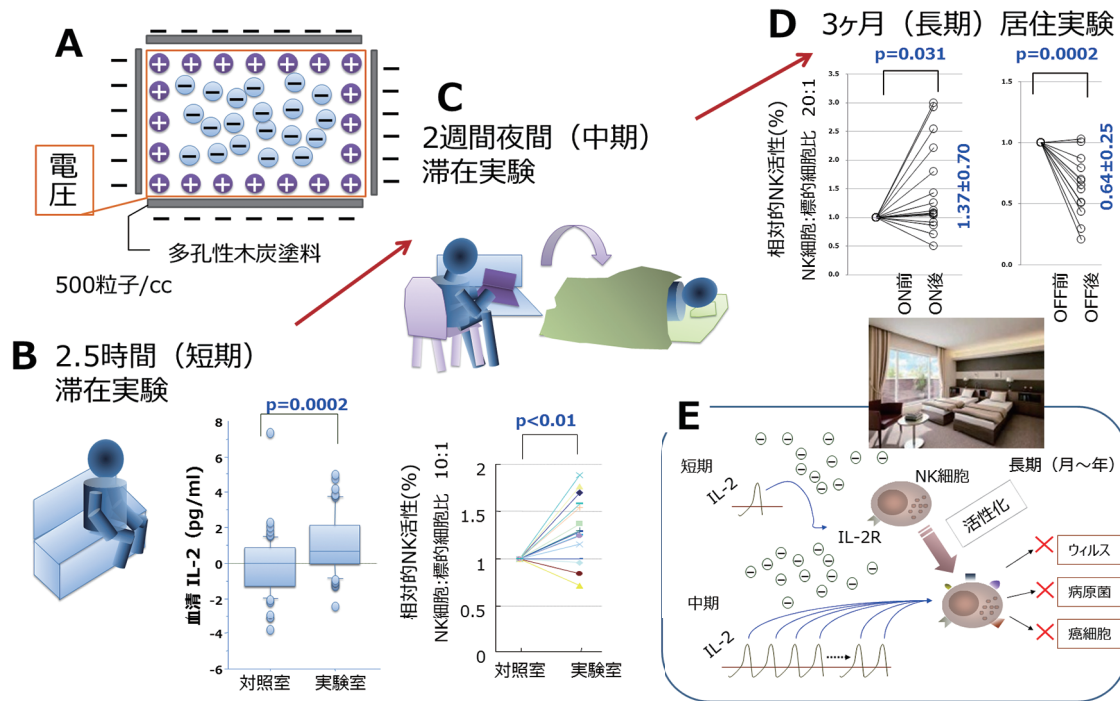 A
電圧
多孔性木炭塗料
500粒子/cc
B 2.5時間(短期)
滞在実験
p=0.0002
血清 IL-2 (pg/ml)
8
6
4
2
0
-2
-4
-6
対照室
実験室
p<0.01
相対的NK活性(%)
NK細胞:標的細胞比 10:1
2
1.5
1
0.5
0
対照室
実験室
C
2週間夜間(中期)
滞在実験
D 3ヶ月(長期)居住実験
p=0.031
相対的NK活性(%)
NK細胞:標的細胞比 20:1
3.5
3.0
2.5
2.0
1.5
1.0
0.5
0.0
1.37±0.70
ON前
ON後
p=0.0002
1.5
1.0
0.5
0.0
0.64±0.25
OFF前
OFF後
E
短期
IL-2
NK細胞
長期(月~年)
IL-2R
活性化
中期
IL-2
ウィルス
病原菌
癌細胞